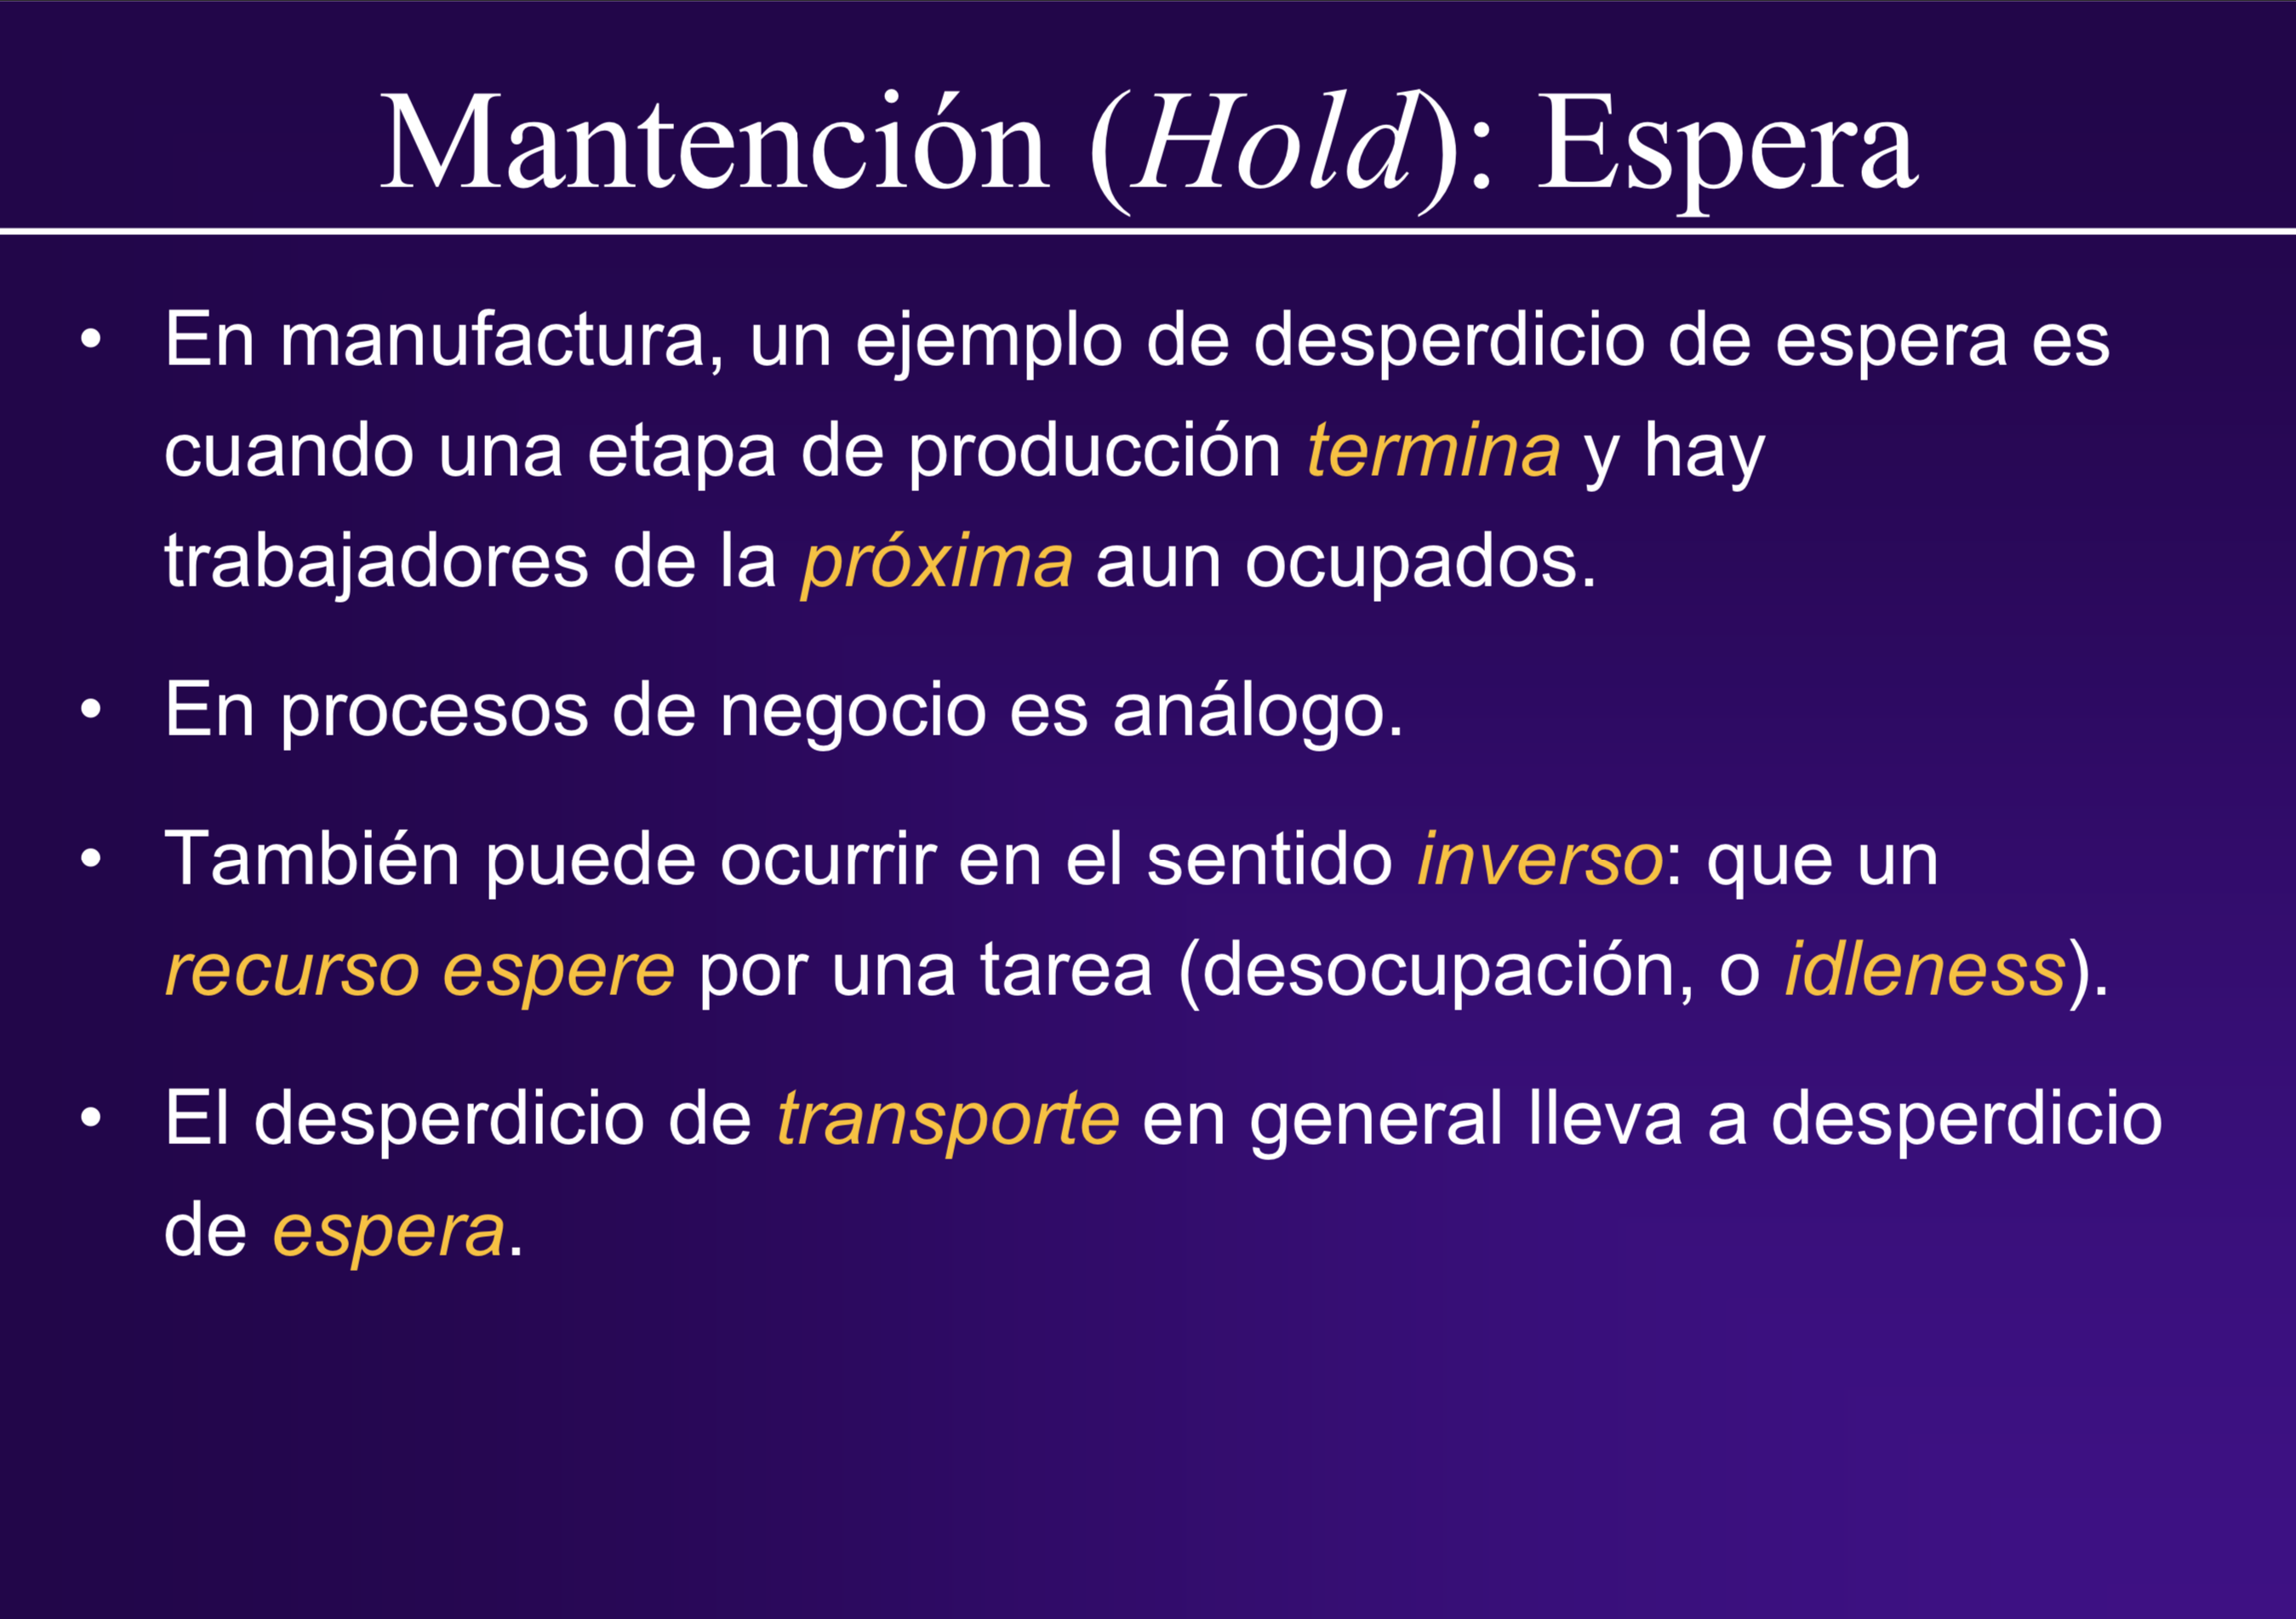 Mantención (Hold): Espera
• En manufactura, un ejemplo de desperdicio de espera es
cuando una etapa de producción termina y hay
trabajadores de la próxima aun ocupados.
• En procesos de negocio es análogo.
• También puede ocurrir en el sentido inverso: que un
recurso espere por una tarea (desocupación, o idleness).
• El desperdicio de transporte en general lleva a desperdicio
de espera.